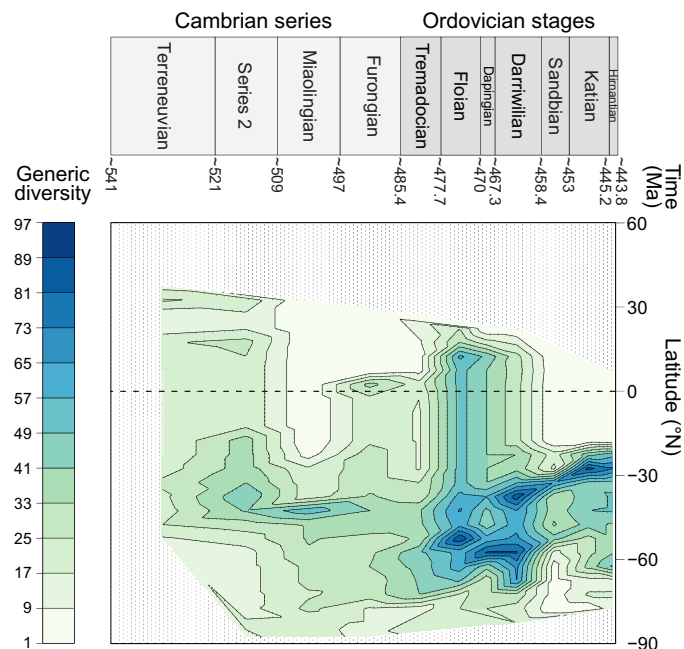 Cambrian series
Ordovician stages
Terreneuvian
Series 2
Miaolingian
Furongian
Tremadocian
Floian
Dapingian
Darriwilian
Sandbian
Katian
Hirnantian
~541
~521
~509
~497
~485.4
~477.7
~470
~467.3
~458.4
~453
~445.2
~443.8
Time
(Ma)
Generic
diversity
97
89
81
73
65
57
49
41
33
25
17
9
1
60
30
0
−30
−60
−90
Latitude (°N)